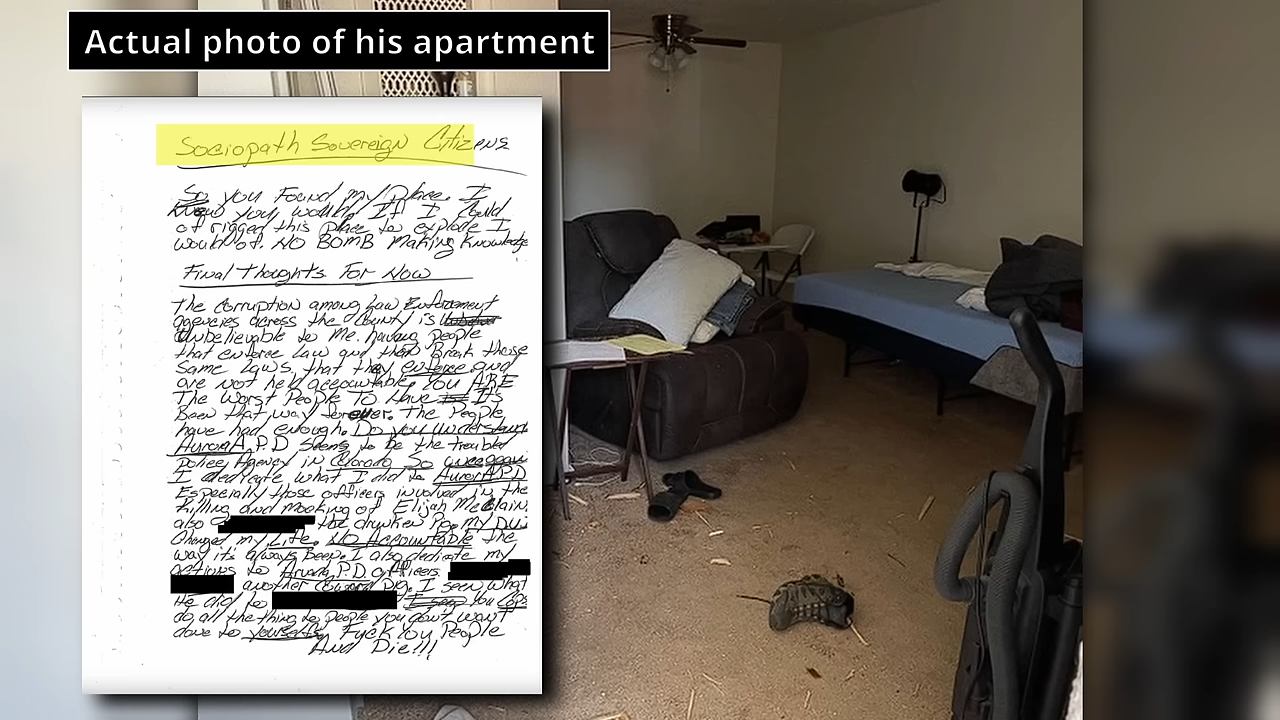 Actual photo of his apartment
Sociopath Sovereign Citizens
So you Found my Place. I
Knew you would, If I Could
of rigged this Place to explode I
would of. NO BOMB Making Knowledge
Final Thoughts For Now
The Corruption among Law Enforcement
agencies across the County is
unbelievable to Me. having People
that enforce Law and then Break those
same Laws, that they enforce and
are not held accountable, You ARE
The Worst People To Have It's
Been that way forever. The People
have had enough. Do you understand
Aurora P.D Seems to be the troubled
Police Agency in Colorado So
I dedicate what I did to Aurora P.D
Especially those officers involved in the
Killing and mocking of Elijah McClain.
also the drunken my DUI
Changed my Life. NO Accountable The
way it's always Been. I also dedicate my
actions to P.D officers
another Coward I seen what
He did to You Cops
do all the thing to People you don't want
done to yourselfs Fuck You People
And Die!!!